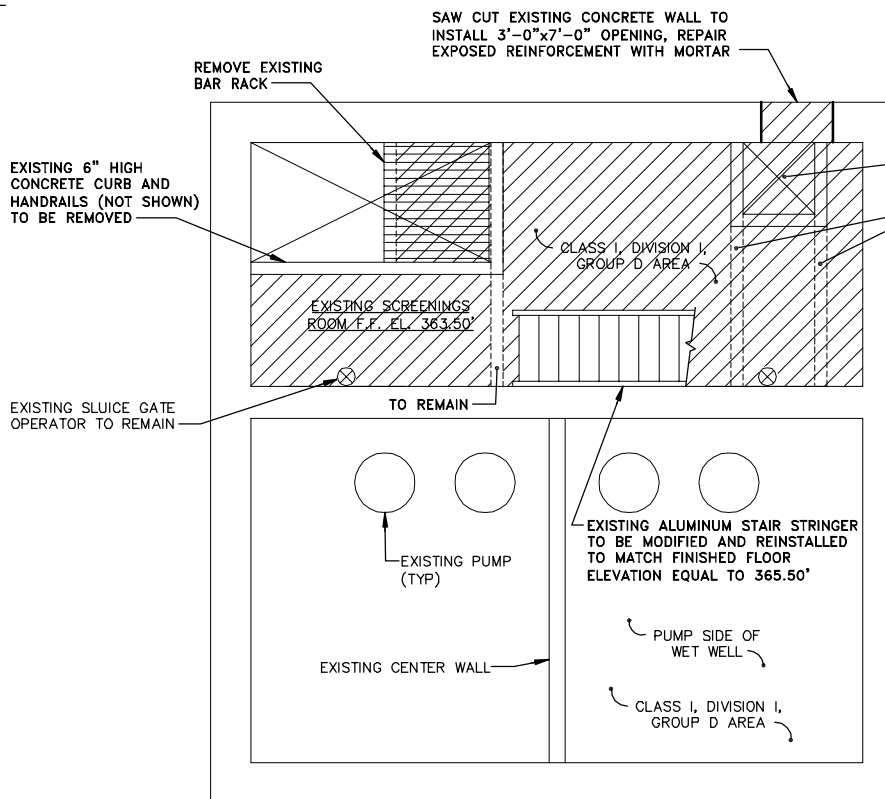 SAW CUT EXISTING CONCRETE WALL TO
INSTALL 3'-0"x7'-0" OPENING, REPAIR
EXPOSED REINFORCEMENT WITH MORTAR
REMOVE EXISTING
BAR RACK
EXISTING 6" HIGH
CONCRETE CURB AND
HANDRAILS (NOT SHOWN)
TO BE REMOVED
CLASS I, DIVISION I,
GROUP D AREA
EXISTING SCREENINGS
ROOM F.F. EL. 363.50'
EXISTING SLUICE GATE
OPERATOR TO REMAIN
TO REMAIN
EXISTING ALUMINUM STAIR STRINGER
TO BE MODIFIED AND REINSTALLED
TO MATCH FINISHED FLOOR
ELEVATION EQUAL TO 365.50'
EXISTING PUMP
(TYP)
PUMP SIDE OF
WET WELL
EXISTING CENTER WALL
CLASS I, DIVISION I,
GROUP D AREA